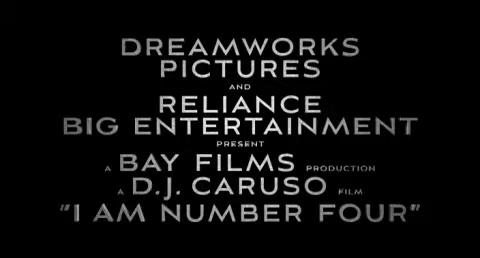 DREAMWORKS
PICTURES
AND
RELIANCE
BIG ENTERTAINMENT
PRESENT
A BAY FILMS PRODUCTION
A D.J. CARUSO FILM
"I AM NUMBER FOUR"